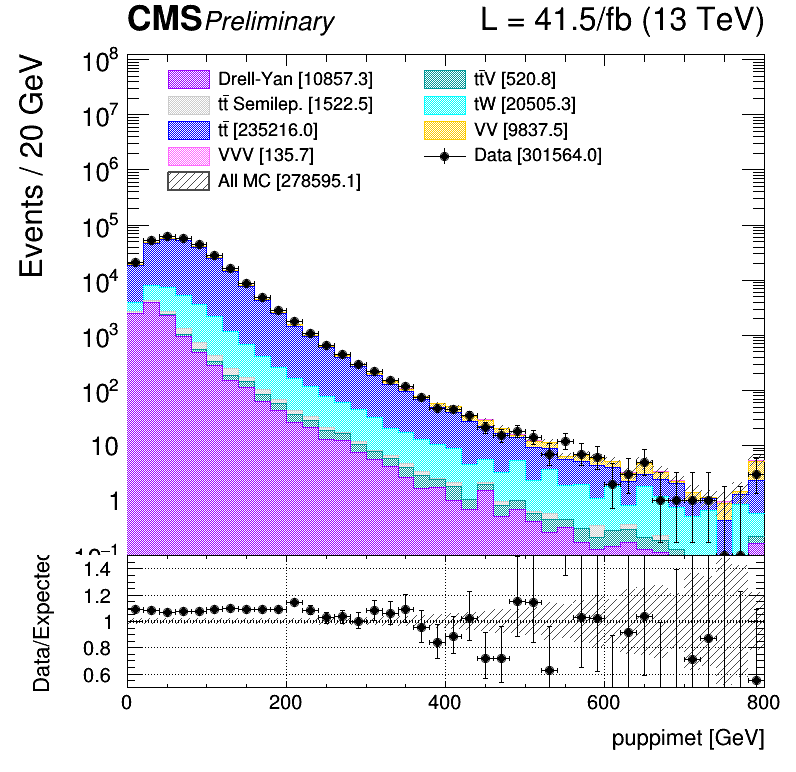 CMS Preliminary L = 41.5/fb (13 TeV)
Events / 20 GeV
10⁸
10⁷
10⁶
10⁵
10⁴
10³
10²
10
1
10⁻¹
Drell-Yan [10857.3]
tt̄ Semilep. [1522.5]
tt̄ [235216.0]
VVV [135.7]
All MC [278595.1]
tt̄V [520.8]
tW [20505.3]
VV [9837.5]
Data [301564.0]
Data/Expected
1.4
1.2
1
0.8
0.6
0 200 400 600 800
puppimet [GeV]